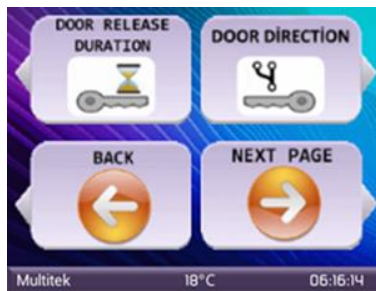 DOOR RELEASE
DURATION
DOOR DİRECTİON
BACK
NEXT PAGE
Multitek
18°C
06:16:14